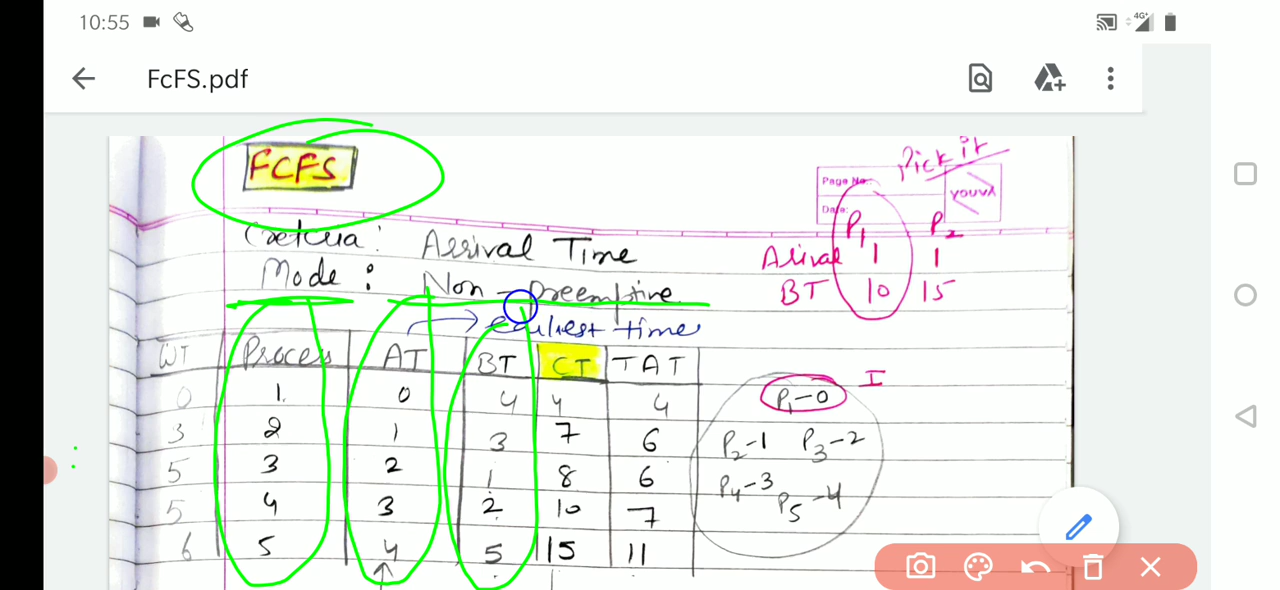 10:55
4G+
FcFS.pdf
FCFS
Pick it
Page No.
Date:
youvA
P1 P2
Cretcua : Arrival Time
Arival 1 1
Mode : Non - Preemptive
BT 10 15
earliest time
WT Process AT BT CT TAT
0 1. 0 4 4 4
3 2 1 3 7 6
5 3 2 1 8 6
5 4 3 2 10 7
6 5 4 5 15 11
P1-0 I
P2-1 P3-2
P4-3 P5-4